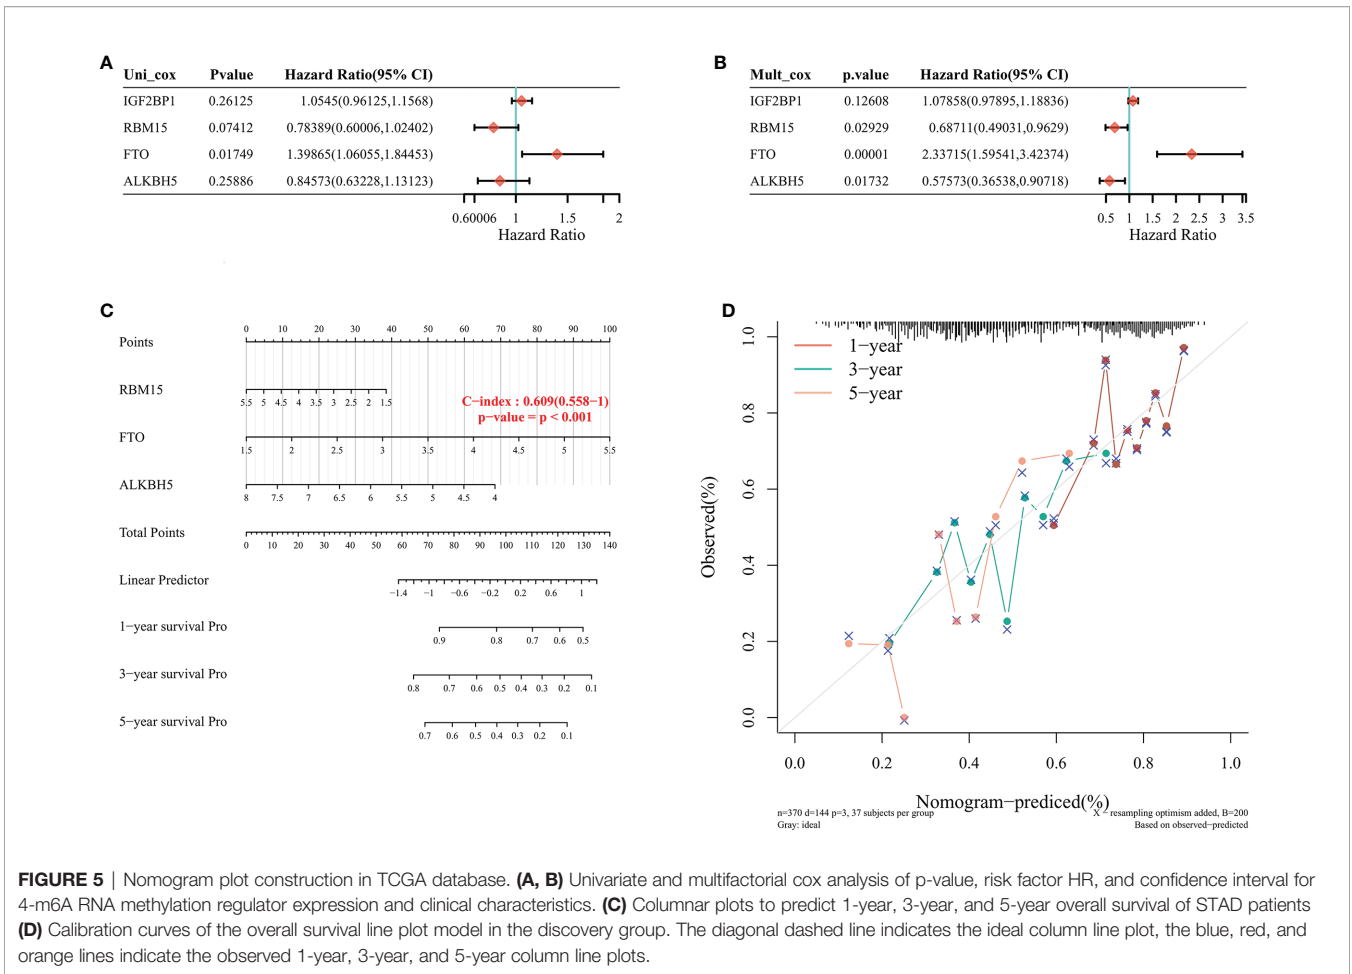 A
Uni_cox Pvalue Hazard Ratio(95% CI)
IGF2BP1 0.26125 1.0545(0.96125,1.1568)
RBM15 0.07412 0.78389(0.60006,1.02402)
FTO 0.01749 1.39865(1.06055,1.84453)
ALKBH5 0.25886 0.84573(0.63228,1.13123)
0.60006 1 1.5 2
Hazard Ratio
B
Mult_cox p.value Hazard Ratio(95% CI)
IGF2BP1 0.12608 1.07858(0.97895,1.18836)
RBM15 0.02929 0.68711(0.49031,0.9629)
FTO 0.00001 2.33715(1.59541,3.42374)
ALKBH5 0.01732 0.57573(0.36538,0.90718)
0.5 1 1.5 2 2.5 3 3.5
Hazard Ratio
C
0 10 20 30 40 50 60 70 80 90 100
Points
RBM15
5.5 5 4.5 4 3.5 3 2.5 2 1.5
C−index : 0.609(0.558−1)
p−value = p < 0.001
FTO
1.5 2 2.5 3 3.5 4 4.5 5 5.5
ALKBH5
8 7.5 7 6.5 6 5.5 5 4.5 4
Total Points
0 10 20 30 40 50 60 70 80 90 100 110 120 130 140
Linear Predictor
−1.4 −1 −0.6 −0.2 0.2 0.6 1
1−year survival Pro
0.9 0.8 0.7 0.6 0.5
3−year survival Pro
0.8 0.7 0.6 0.5 0.4 0.3 0.2 0.1
5−year survival Pro
0.7 0.6 0.5 0.4 0.3 0.2 0.1
D
1−year
3−year
5−year
Observed(%)
1.0
0.8
0.6
0.4
0.2
0.0
0.0 0.2 0.4 0.6 0.8 1.0
Nomogram−prediced(%)
n=370 d=144 p=3, 37 subjects per group
Gray: ideal
X − resampling optimism added, B=200
Based on observed−predicted
FIGURE 5 | Nomogram plot construction in TCGA database. (A, B) Univariate and multifactorial cox analysis of p-value, risk factor HR, and confidence interval for
4-m6A RNA methylation regulator expression and clinical characteristics. (C) Columnar plots to predict 1-year, 3-year, and 5-year overall survival of STAD patients
(D) Calibration curves of the overall survival line plot model in the discovery group. The diagonal dashed line indicates the ideal column line plot, the blue, red, and
orange lines indicate the observed 1-year, 3-year, and 5-year column line plots.